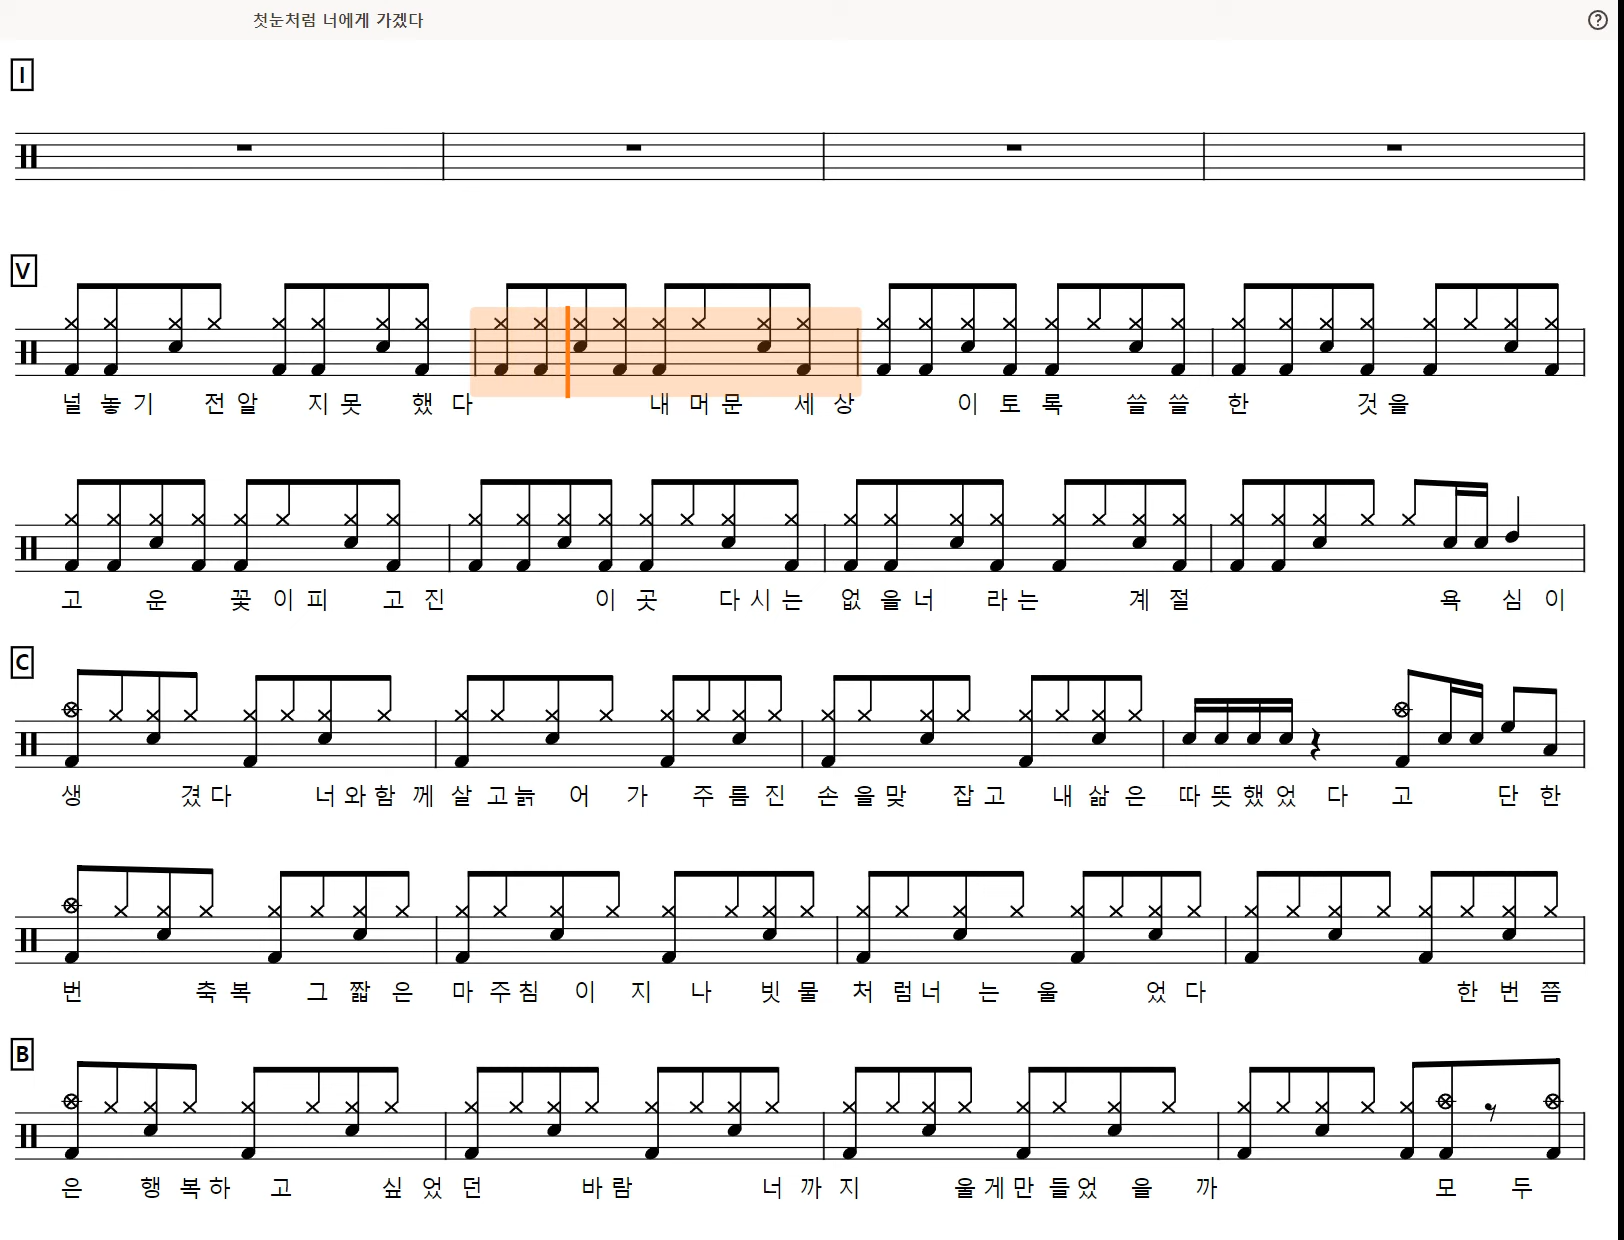 첫눈처럼 너에게 가겠다
I
V
널 놓 기 전 알 지 못 했 다 내 머 문 세 상 이 토 록 쓸 쓸 한 것 을
고 운 꽃 이 피 고 진 이 곳 다 시 는 없 을 너 라 는 계 절 욕 심 이
C
생 겼 다 너 와 함 께 살 고 늙 어 가 주 름 진 손 을 맞 잡 고 내 삶 은 따 뜻 했 었 다 고 단 한
번 축 복 그 짧 은 마 주 침 이 지 나 빗 물 처 럼 너 는 울 었 다 한 번 쯤
B
은 행 복 하 고 싶 었 던 바 람 너 까 지 울 게 만 들 었 을 까 모 두